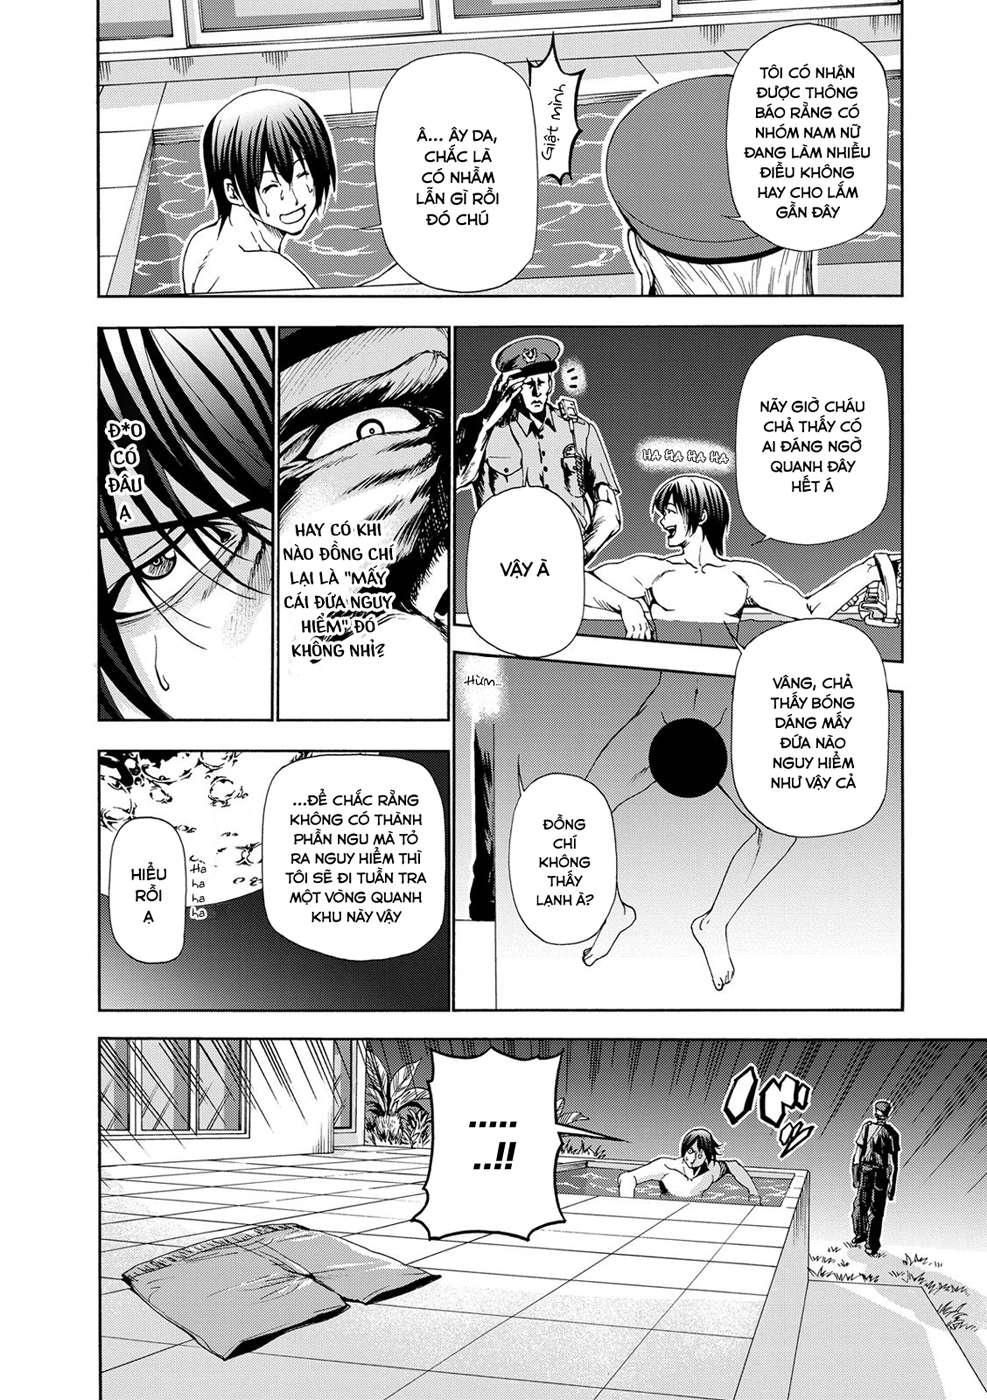 TÔI CÓ NHẬN
ĐƯỢC THÔNG
BÁO RẰNG CÓ
NHÓM NAM NỮ
ĐANG LÀM NHIỀU
ĐIỀU KHÔNG
HAY CHO LẮM
GẦN ĐÂY
Giật mình
Â... ÂY DA,
CHẮC LÀ
CÓ NHẦM
LẪN GÌ RỒI
ĐÓ CHÚ
NÃY GIỜ CHÁU
CHẢ THẤY CÓ
AI ĐÁNG NGỜ
QUANH ĐÂY
HẾT Á
HA HA HA HA
VẬY À
HAY CÓ KHI
NÀO ĐỒNG CHÍ
LẠI LÀ "MẤY
CÁI ĐỨA NGUY
HIỂM" ĐÓ
KHÔNG NHỈ?
Đ*O
CÓ
ĐÂU
Ạ
VÂNG, CHẢ
THẤY BÓNG
DÁNG MẤY
ĐỨA NÀO
NGUY HIỂM
NHƯ VẬY CẢ
Hừm...
ĐỒNG
CHÍ
KHÔNG
THẤY
LẠNH À?
...ĐỂ CHẮC RẰNG
KHÔNG CÓ THÀNH
PHẦN NGU MÀ TỎ
RA NGUY HIỂM THÌ
TÔI SẼ ĐI TUẦN TRA
MỘT VÒNG QUANH
KHU NÀY VẬY
Ha
ha
ha
ha
HIỂU
RỒI
Ạ
.....
..!!